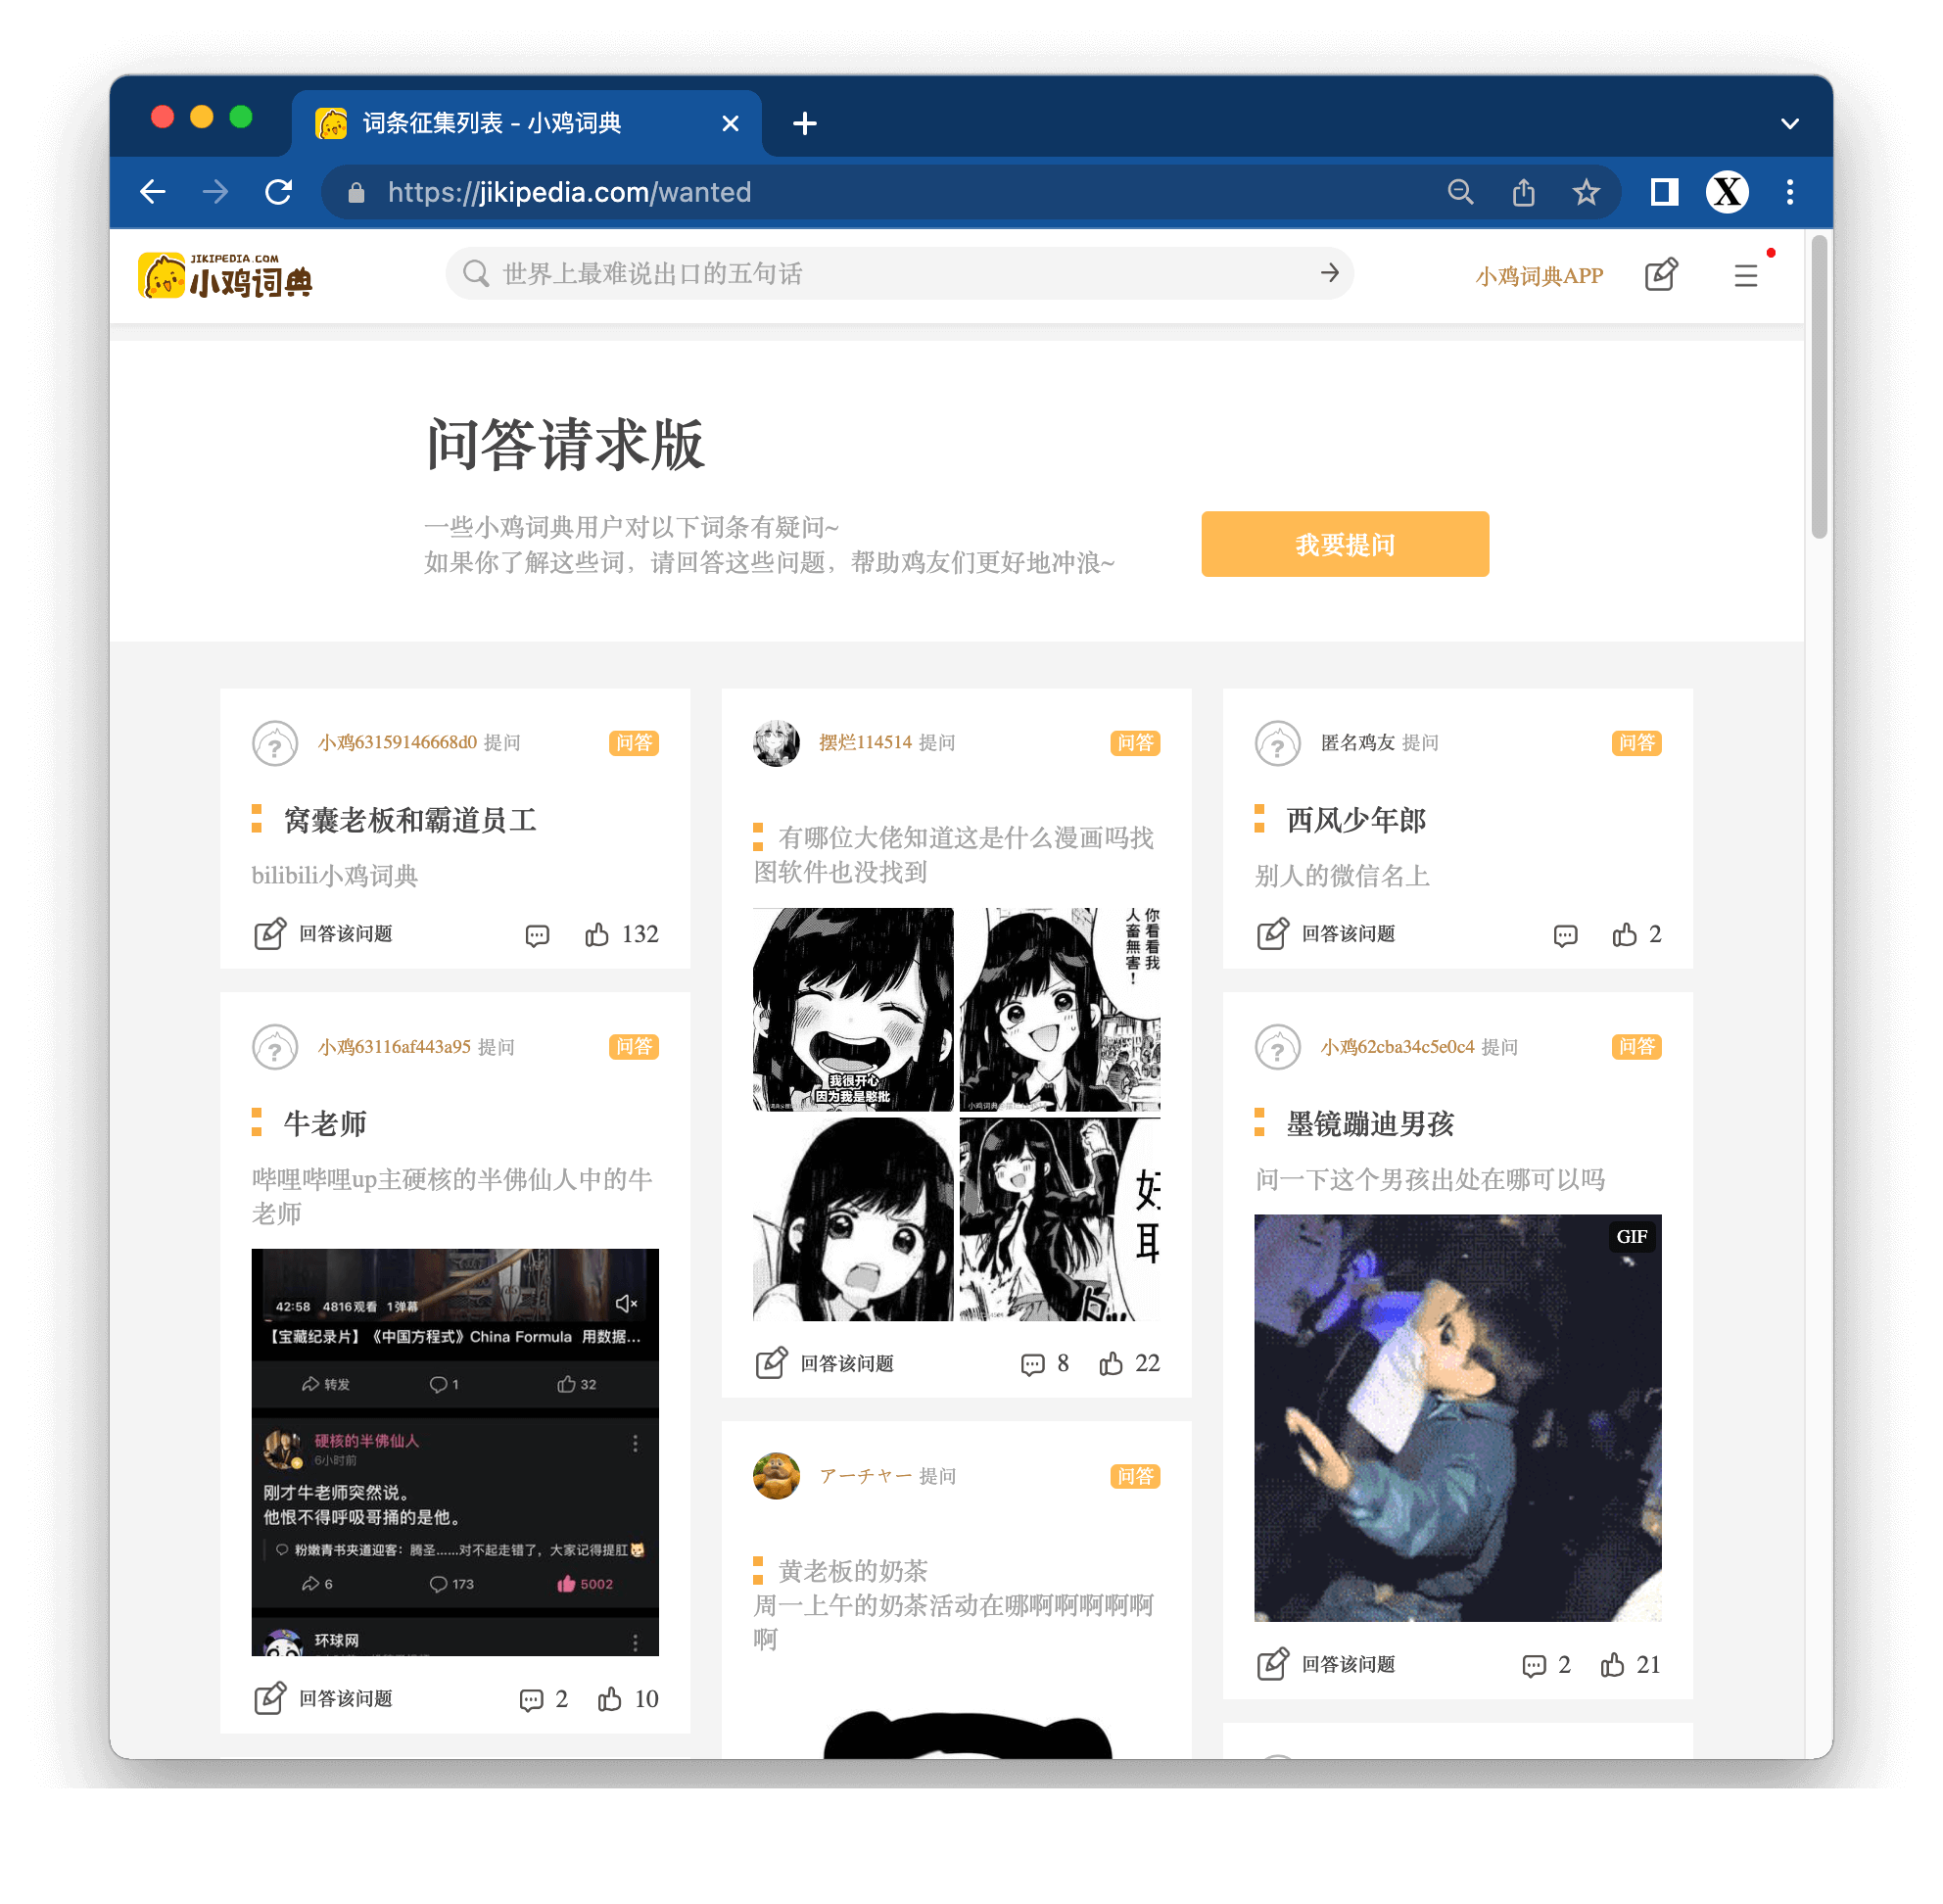 词条征集列表 - 小鸡词典
https://jikipedia.com/wanted
X
JIKIPEDIA.COM
小鸡词典
世界上最难说出口的五句话
小鸡词典APP
问答请求版
一些小鸡词典用户对以下词条有疑问~
如果你了解这些词，请回答这些问题，帮助鸡友们更好地冲浪~
我要提问
小鸡63159146668d0 提问
问答
窝囊老板和霸道员工
bilibili小鸡词典
回答该问题
132
小鸡63116af443a95 提问
问答
牛老师
哔哩哔哩up主硬核的半佛仙人中的牛
老师
42:58 4816观看 1弹幕
【宝藏纪录片】《中国方程式》China Formula 用数据...
转发 1 32
硬核的半佛仙人
6小时前
刚才牛老师突然说。
他恨不得呼吸哥捅的是他。
粉嫩青书夹道迎客：腾圣……对不起走错了，大家记得提肛
6 173 5002
环球网
回答该问题
2 10
摆烂114514 提问
问答
有哪位大佬知道这是什么漫画吗找
图软件也没找到
我很开心
因为我是憨批
你看看我
人畜無害！
好
耶
回答该问题
8 22
アーチャー 提问
问答
黄老板的奶茶
周一上午的奶茶活动在哪啊啊啊啊啊
啊
匿名鸡友 提问
问答
西风少年郎
别人的微信名上
回答该问题
2
小鸡62cba34c5e0c4 提问
问答
墨镜蹦迪男孩
问一下这个男孩出处在哪可以吗
GIF
回答该问题
2 21